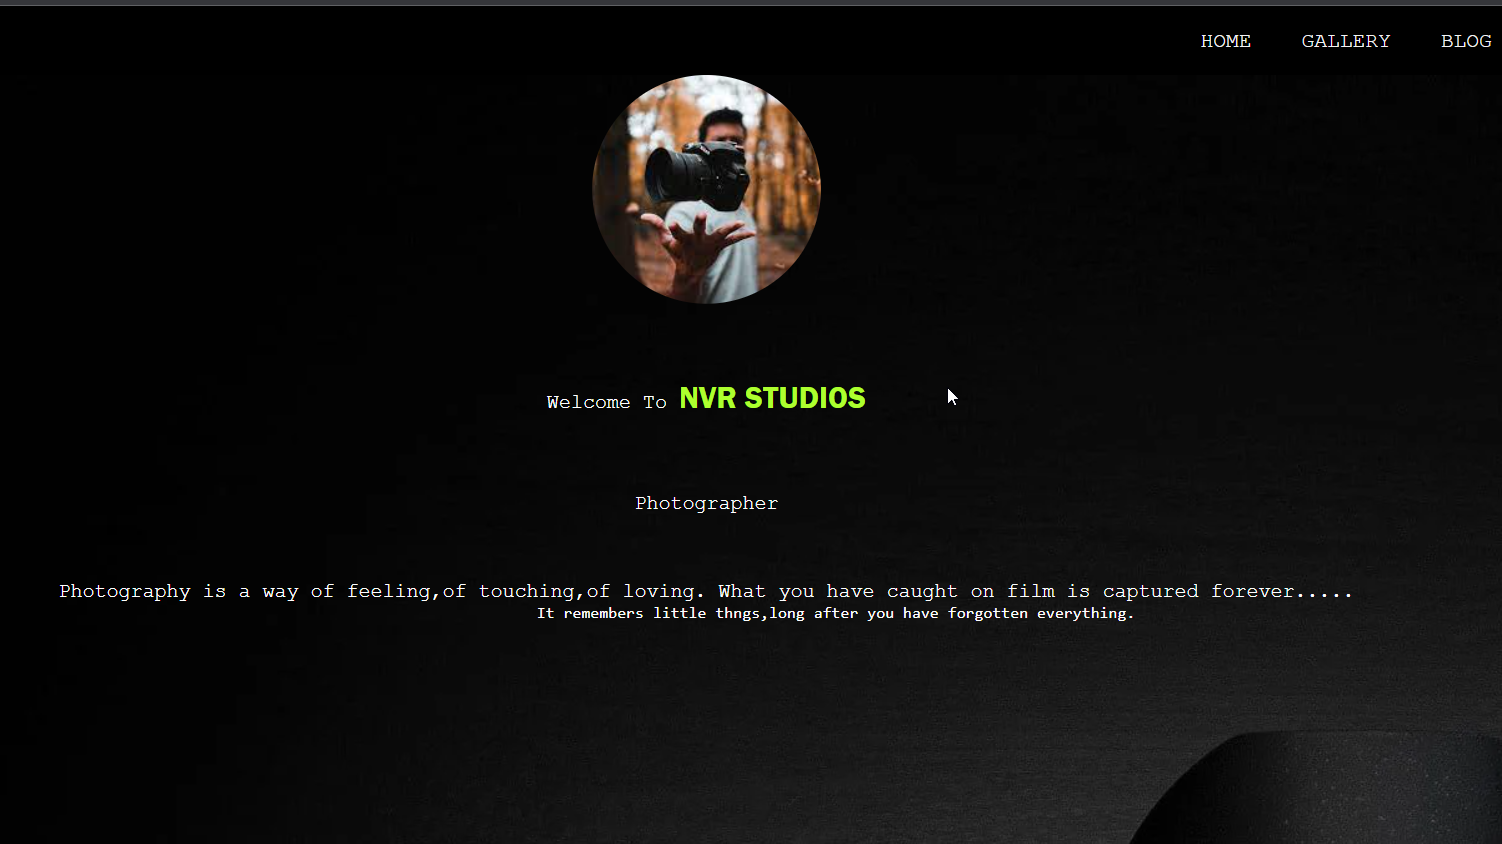 HOME GALLERY BLOG
Welcome To NVR STUDIOS
Photographer
Photography is a way of feeling,of touching,of loving. What you have caught on film is captured forever.....
It remembers little thngs,long after you have forgotten everything.